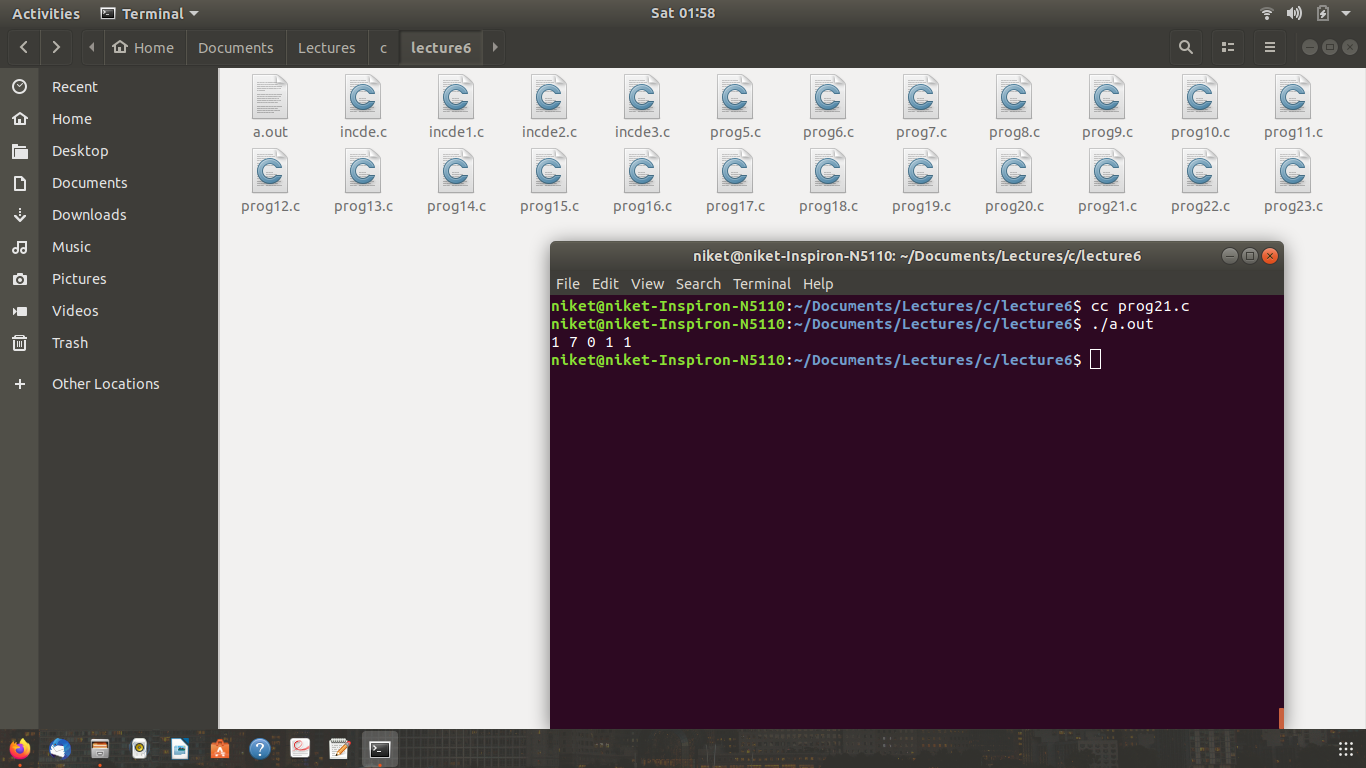 Activities Terminal Sat 01:58
Home Documents Lectures c lecture6
Recent
Home
Desktop
Documents
Downloads
Music
Pictures
Videos
Trash
Other Locations
a.out incde.c incde1.c incde2.c incde3.c prog5.c prog6.c prog7.c prog8.c prog9.c prog10.c prog11.c
prog12.c prog13.c prog14.c prog15.c prog16.c prog17.c prog18.c prog19.c prog20.c prog21.c prog22.c prog23.c
niket@niket-Inspiron-N5110: ~/Documents/Lectures/c/lecture6
File Edit View Search Terminal Help
niket@niket-Inspiron-N5110:~/Documents/Lectures/c/lecture6$ cc prog21.c
niket@niket-Inspiron-N5110:~/Documents/Lectures/c/lecture6$ ./a.out
1 7 0 1 1
niket@niket-Inspiron-N5110:~/Documents/Lectures/c/lecture6$